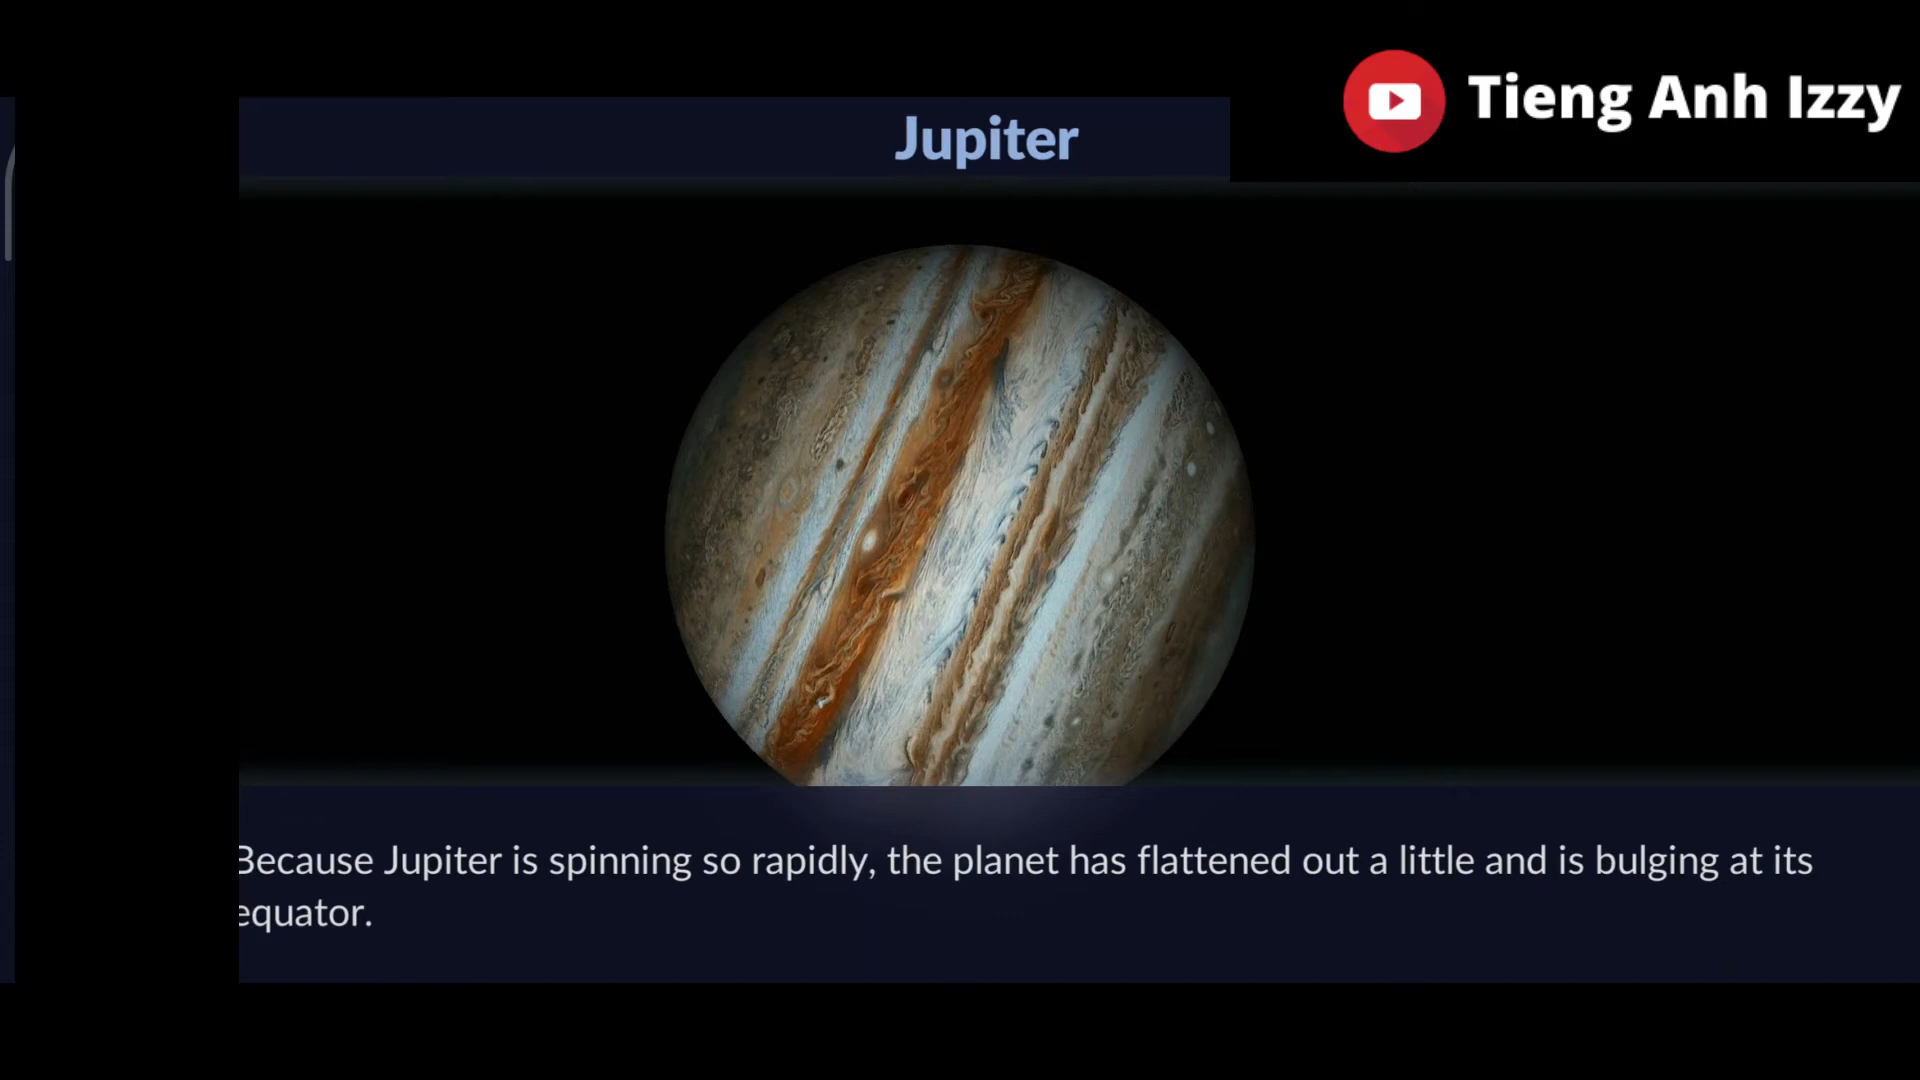 Tieng Anh Izzy
Jupiter
Because Jupiter is spinning so rapidly, the planet has flattened out a little and is bulging at its
equator.